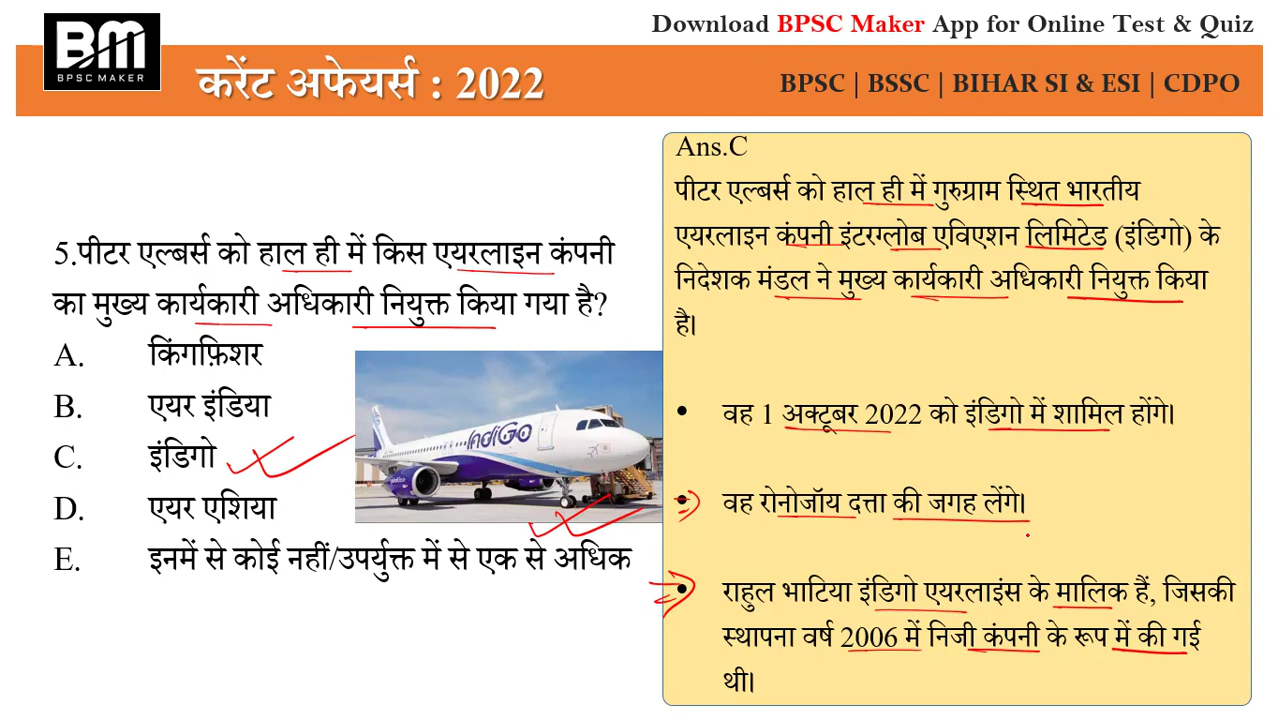 Download BPSC Maker App for Online Test & Quiz
BM
BPSC MAKER
करेंट अफेयर्स : 2022
BPSC | BSSC | BIHAR SI & ESI | CDPO
5.पीटर एल्बर्स को हाल ही में किस एयरलाइन कंपनी
का मुख्य कार्यकारी अधिकारी नियुक्त किया गया है?
A. किंगफ़िशर
B. एयर इंडिया
C. इंडिगो
D. एयर एशिया
E. इनमें से कोई नहीं/उपर्युक्त में से एक से अधिक
IndiGo
Ans.C
पीटर एल्बर्स को हाल ही में गुरुग्राम स्थित भारतीय
एयरलाइन कंपनी इंटरग्लोब एविएशन लिमिटेड (इंडिगो) के
निदेशक मंडल ने मुख्य कार्यकारी अधिकारी नियुक्त किया
है।
• वह 1 अक्टूबर 2022 को इंडिगो में शामिल होंगे।
• वह रोनोजॉय दत्ता की जगह लेंगे।
• राहुल भाटिया इंडिगो एयरलाइंस के मालिक हैं, जिसकी
स्थापना वर्ष 2006 में निजी कंपनी के रूप में की गई
थी।